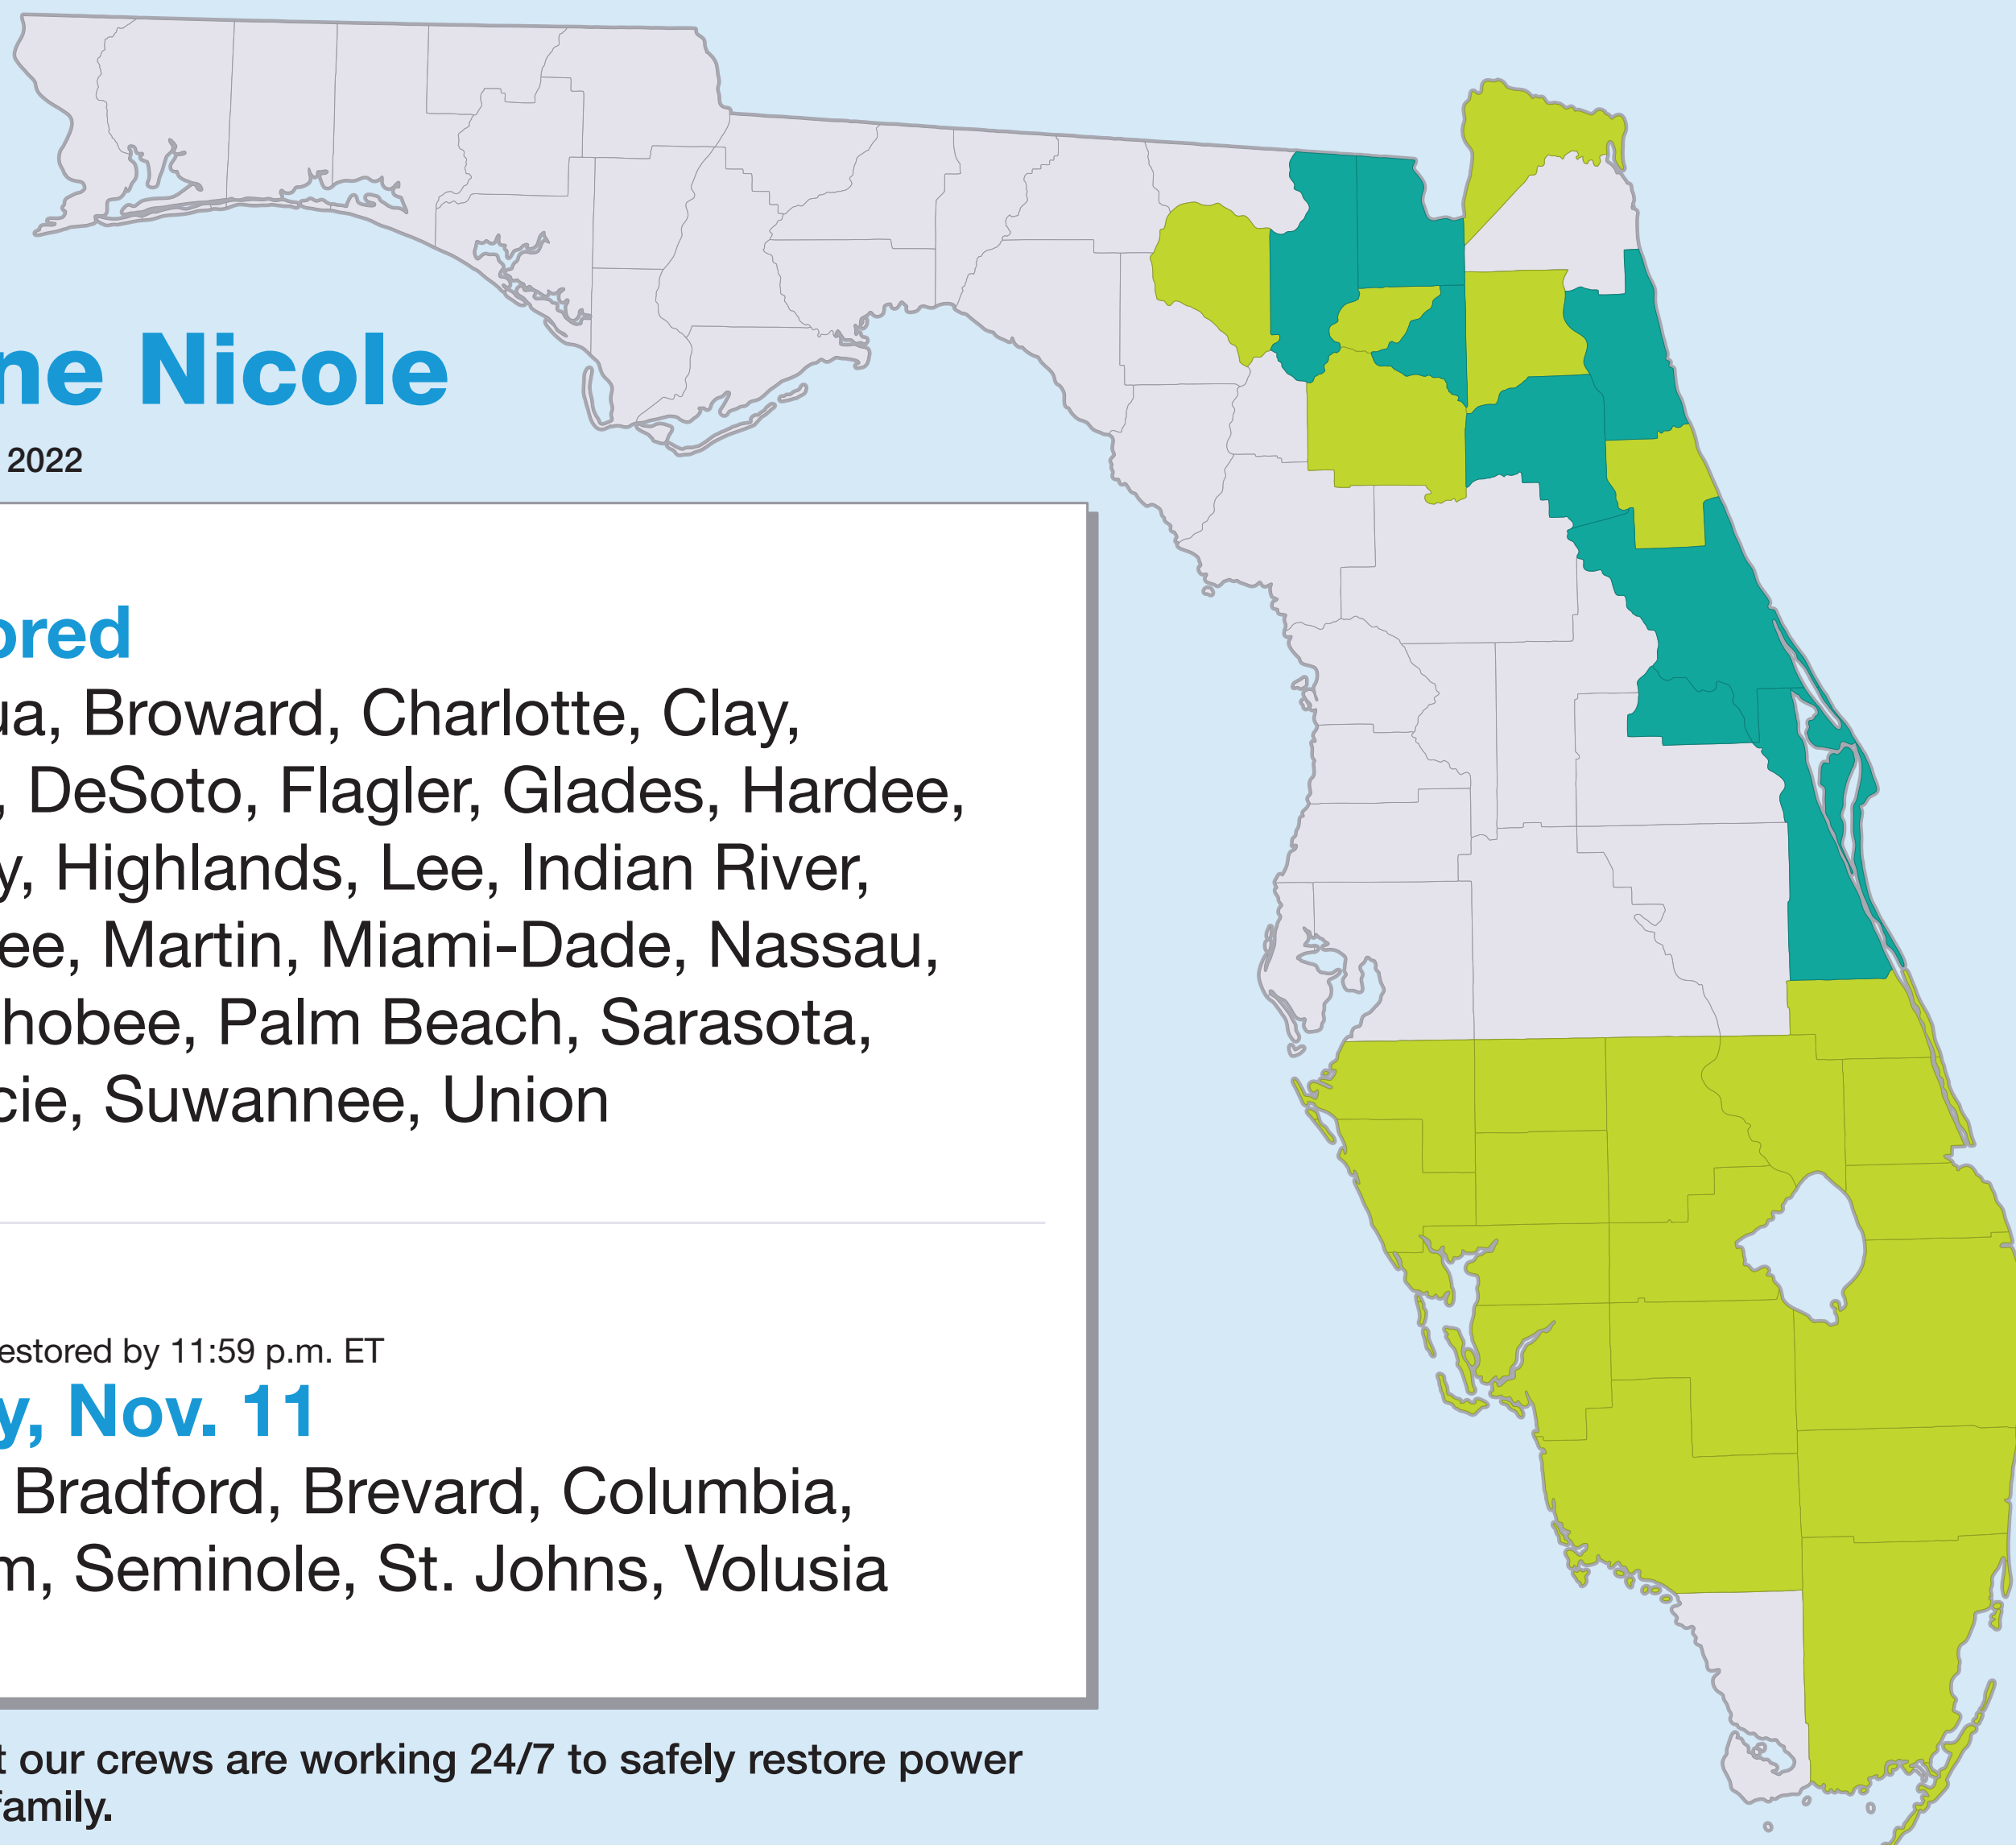 ne Nicole
2022
ored
ua, Broward, Charlotte, Clay,
, DeSoto, Flagler, Glades, Hardee,
y, Highlands, Lee, Indian River,
ee, Martin, Miami-Dade, Nassau,
hobee, Palm Beach, Sarasota,
cie, Suwannee, Union
estored by 11:59 p.m. ET
y, Nov. 11
Bradford, Brevard, Columbia,
m, Seminole, St. Johns, Volusia
t our crews are working 24/7 to safely restore power
family.